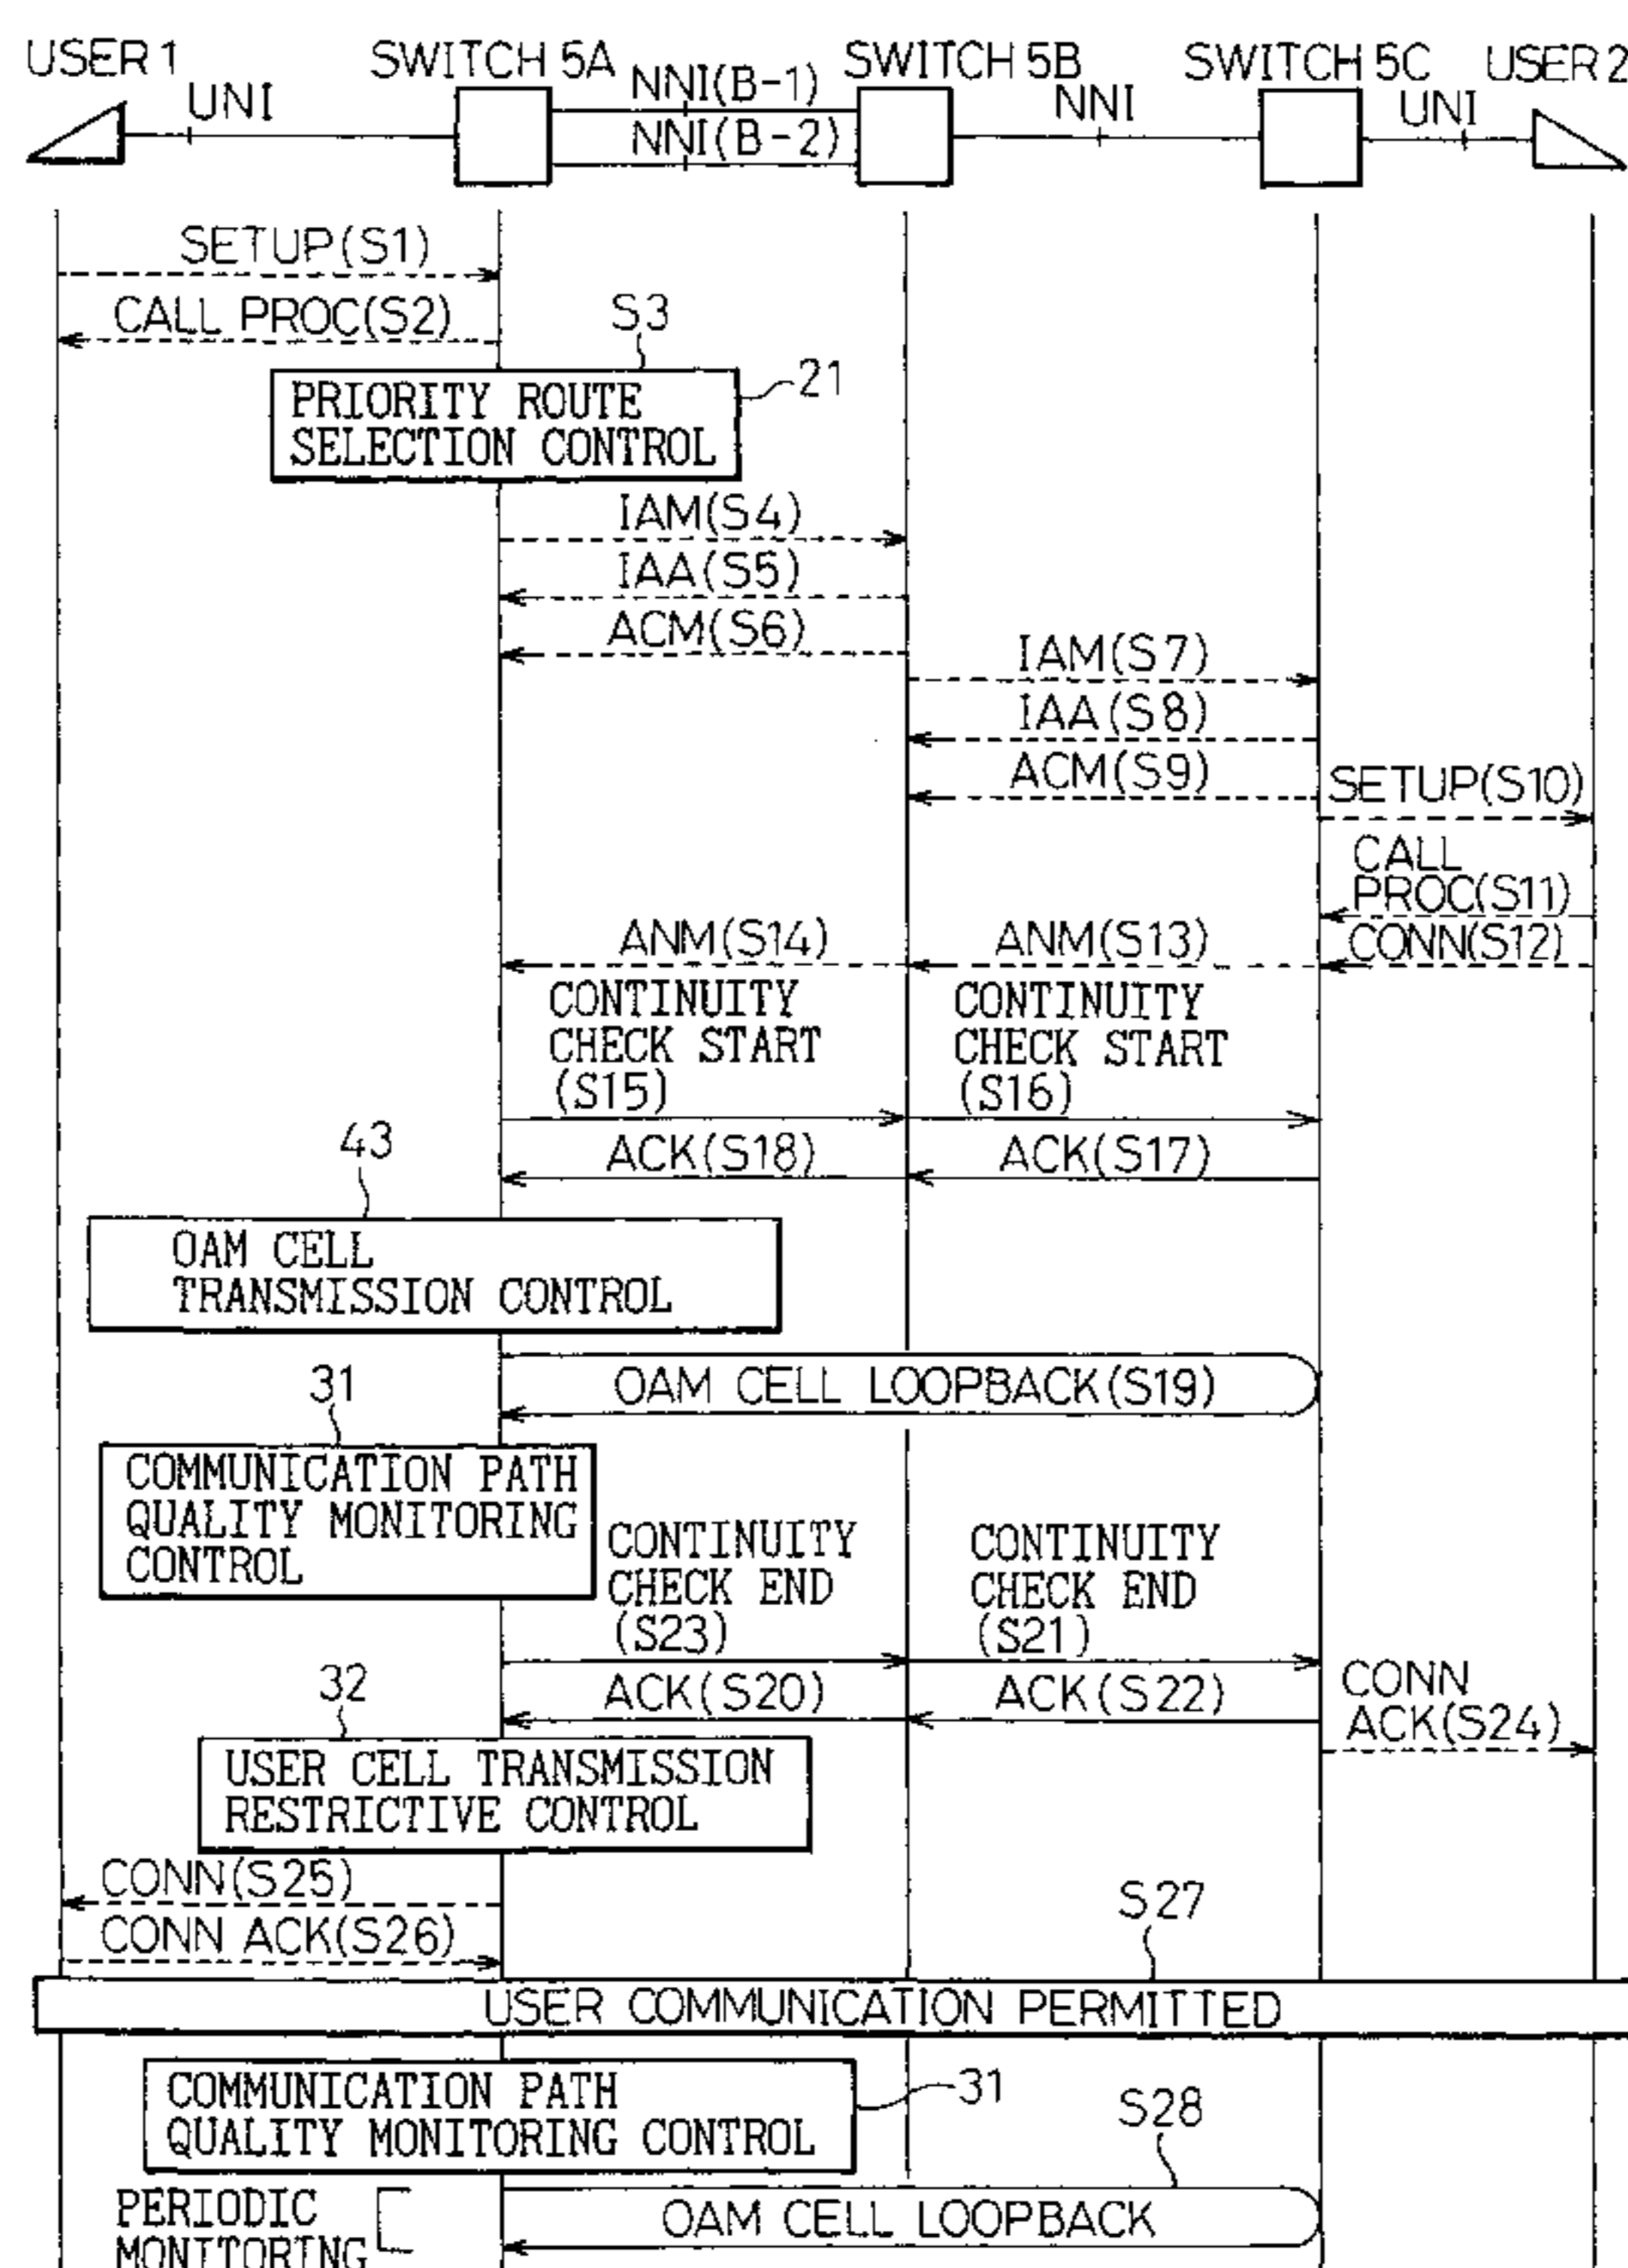 USER 1
SWITCH 5A
SWITCH 5B
SWITCH 5C
USER 2
UNI
NNI(B-1)
NNI(B-2)
NNI
UNI
SETUP(S1)
CALL PROC(S2)
S3
21
PRIORITY ROUTE
SELECTION CONTROL
IAM(S4)
IAA(S5)
ACM(S6)
IAM(S7)
IAA(S8)
ACM(S9)
SETUP(S10)
CALL
PROC(S11)
ANM(S14)
ANM(S13)
CONN(S12)
CONTINUITY
CHECK START
(S15)
CONTINUITY
CHECK START
(S16)
ACK(S18)
ACK(S17)
43
OAM CELL
TRANSMISSION CONTROL
OAM CELL LOOPBACK(S19)
31
COMMUNICATION PATH
QUALITY MONITORING
CONTROL
CONTINUITY
CHECK END
(S23)
CONTINUITY
CHECK END
(S21)
ACK(S20)
ACK(S22)
CONN
ACK(S24)
32
USER CELL TRANSMISSION
RESTRICTIVE CONTROL
CONN(S25)
CONN ACK(S26)
S27
USER COMMUNICATION PERMITTED
COMMUNICATION PATH
QUALITY MONITORING CONTROL
31
S28
PERIODIC
MONITORING
OAM CELL LOOPBACK